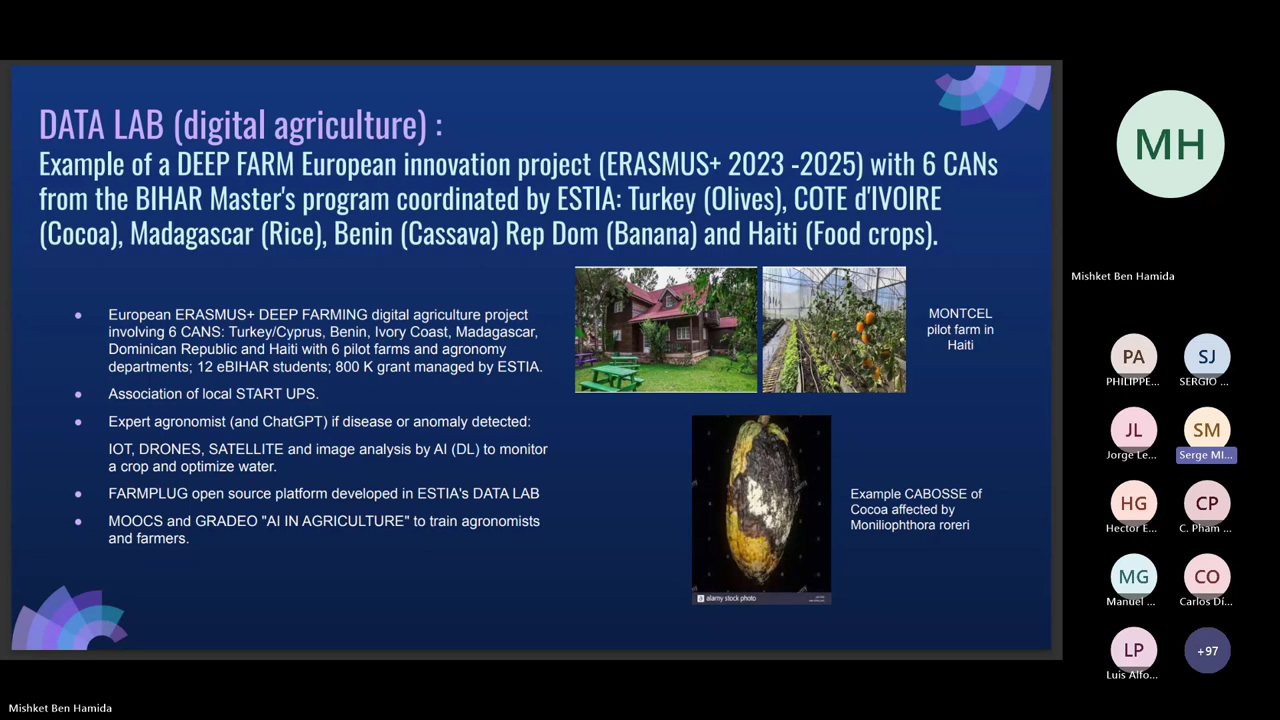 DATA LAB (digital agriculture) :
Example of a DEEP FARM European innovation project (ERASMUS+ 2023 -2025) with 6 CANs
from the BIHAR Master's program coordinated by ESTIA: Turkey (Olives), COTE d'IVOIRE
(Cocoa), Madagascar (Rice), Benin (Cassava) Rep Dom (Banana) and Haiti (Food crops).
● European ERASMUS+ DEEP FARMING digital agriculture project
involving 6 CANS: Turkey/Cyprus, Benin, Ivory Coast, Madagascar,
Dominican Republic and Haiti with 6 pilot farms and agronomy
departments; 12 eBIHAR students; 800 K grant managed by ESTIA.
● Association of local START UPS.
● Expert agronomist (and ChatGPT) if disease or anomaly detected:
IOT, DRONES, SATELLITE and image analysis by AI (DL) to monitor
a crop and optimize water.
● FARMPLUG open source platform developed in ESTIA's DATA LAB
● MOOCS and GRADEO "AI IN AGRICULTURE" to train agronomists
and farmers.
MONTCEL
pilot farm in
Haiti
Example CABOSSE of
Cocoa affected by
Moniliophthora roreri
a alamy stock photo
MH
Mishket Ben Hamida
PA
PHILIPPE...
SJ
SERGIO ...
JL
Jorge Le...
SM
Serge MI...
HG
Hector E...
CP
C. Pham ...
MG
Manuel ...
CO
Carlos Dí...
LP
Luis Alfo...
+97
Mishket Ben Hamida